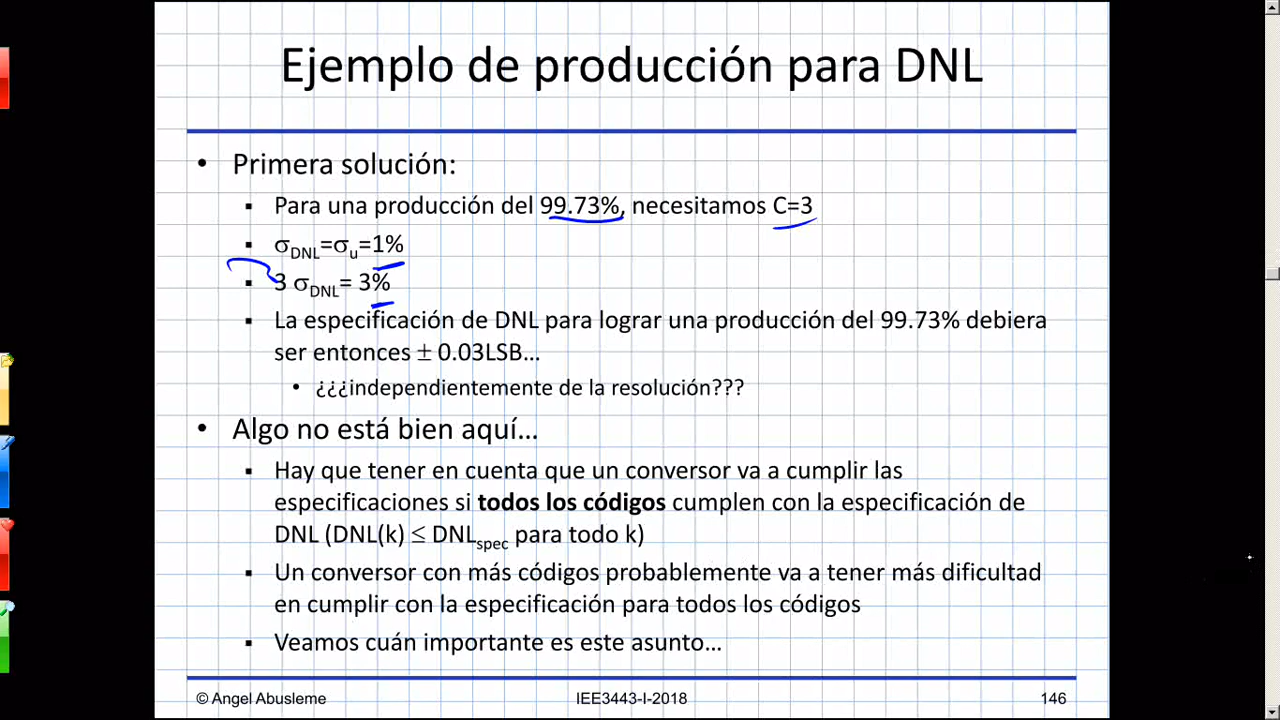 Ejemplo de producción para DNL
• Primera solución:
▪ Para una producción del 99.73%, necesitamos C=3
▪ σDNL=σu=1%
▪ 3 σDNL= 3%
▪ La especificación de DNL para lograr una producción del 99.73% debiera
ser entonces ± 0.03LSB…
• ¿¿¿independientemente de la resolución???
• Algo no está bien aquí…
▪ Hay que tener en cuenta que un conversor va a cumplir las
especificaciones si todos los códigos cumplen con la especificación de
DNL (DNL(k) ≤ DNLspec para todo k)
▪ Un conversor con más códigos probablemente va a tener más dificultad
en cumplir con la especificación para todos los códigos
▪ Veamos cuán importante es este asunto…
© Angel Abusleme
IEE3443-I-2018
146